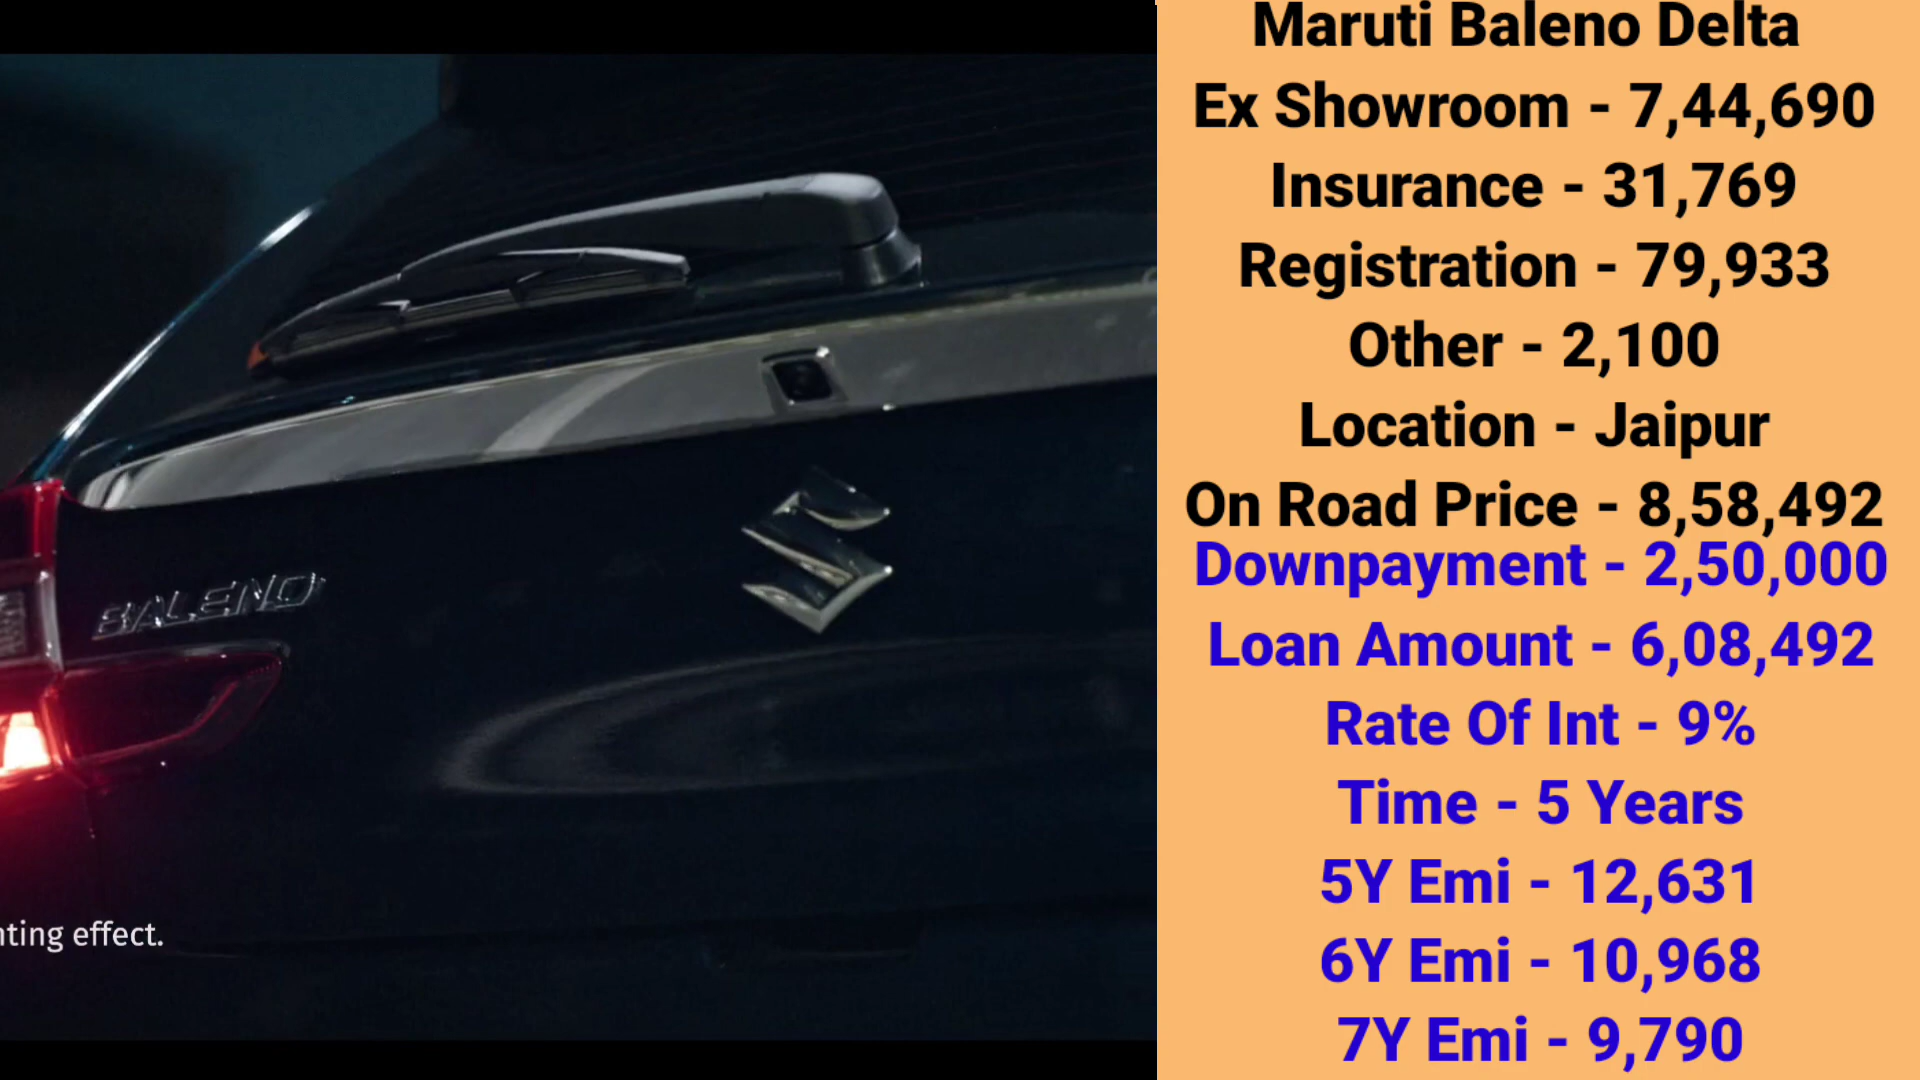 BALENO
nting effect.
Maruti Baleno Delta
Ex Showroom - 7,44,690
Insurance - 31,769
Registration - 79,933
Other - 2,100
Location - Jaipur
On Road Price - 8,58,492
Downpayment - 2,50,000
Loan Amount - 6,08,492
Rate Of Int - 9%
Time - 5 Years
5Y Emi - 12,631
6Y Emi - 10,968
7Y Emi - 9,790